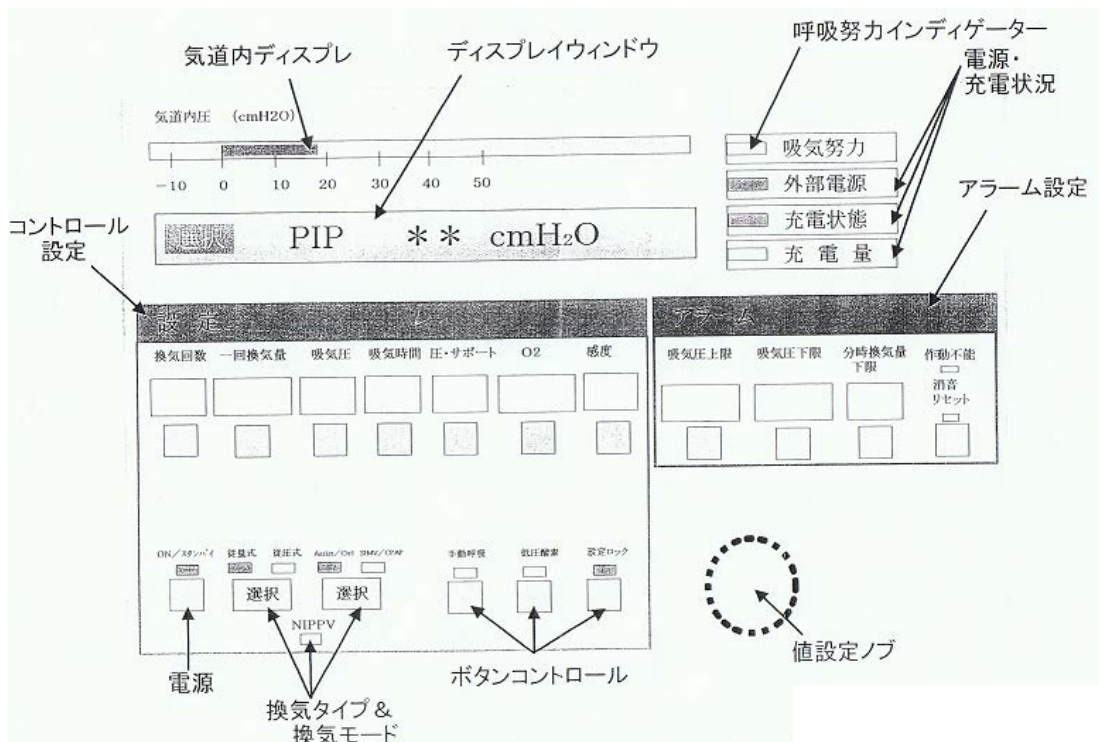 呼吸努力インディゲーター
気道内ディスプレ
ディスプレイウィンドウ
電源・
充電状況
気道内圧 (cmH2O)
吸気努力
-10 0 10 20 30 40 50
外部電源
アラーム設定
コントロール
設定
選択 PIP ** cmH₂O
充電状態
充電量
設定
アラーム
換気回数 一回換気量 吸気圧 吸気時間 圧・サポート O2 感度
吸気圧上限 吸気圧下限 分時換気量
下限
作動不能
消音
リセット
ON/スタンバイ 従量式 従圧式 Assist/Cntl SIMV/CPAP 手動呼吸 低圧酸素 設定ロック
選択 選択
NIPPV
値設定ノブ
電源
ボタンコントロール
換気タイプ&
換気モード